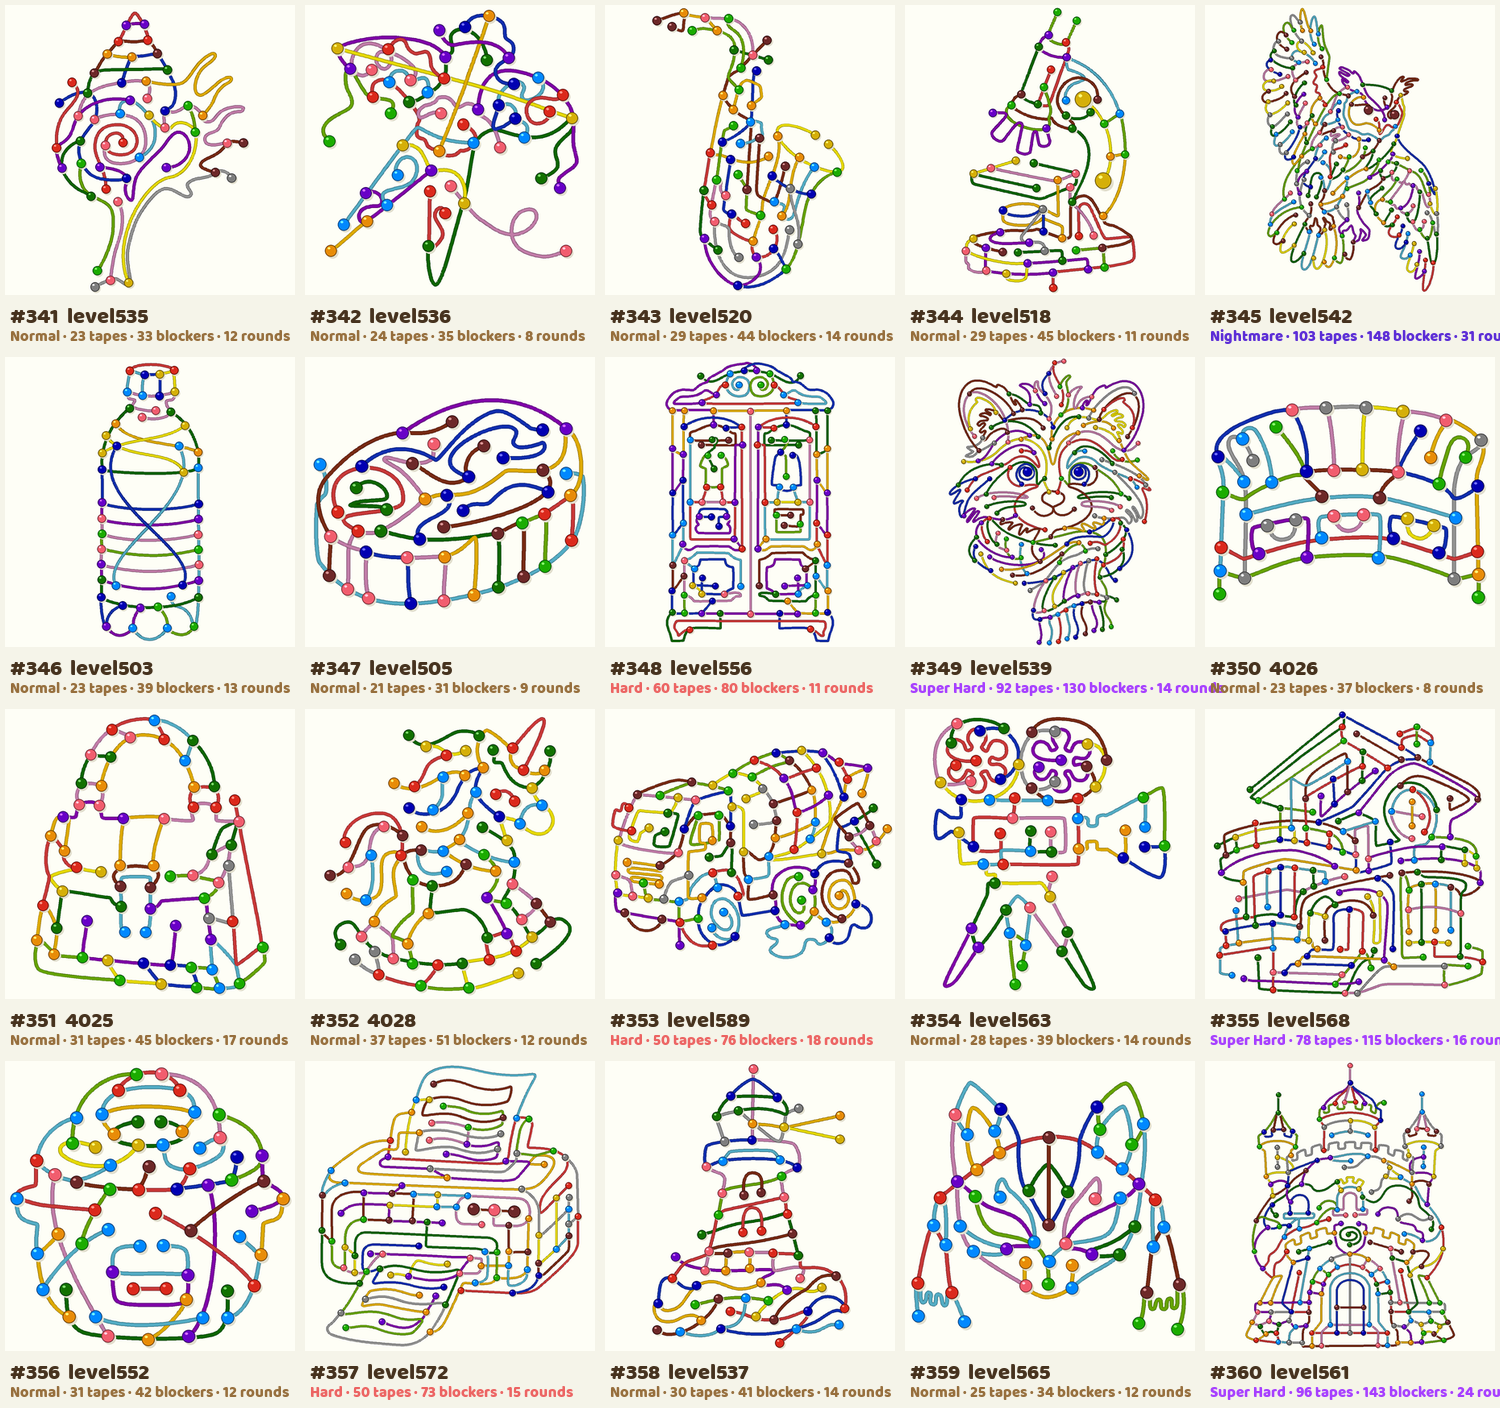 #341 level535
Normal · 23 tapes · 33 blockers · 12 rounds
#342 level536
Normal · 24 tapes · 35 blockers · 8 rounds
#343 level520
Normal · 29 tapes · 44 blockers · 14 rounds
#344 level518
Normal · 29 tapes · 45 blockers · 11 rounds
#345 level542
Nightmare · 103 tapes · 148 blockers · 31 rou
#346 level503
Normal · 23 tapes · 39 blockers · 13 rounds
#347 level505
Normal · 21 tapes · 31 blockers · 9 rounds
#348 level556
Hard · 60 tapes · 80 blockers · 11 rounds
#349 level539
Super Hard · 92 tapes · 130 blockers · 14 rounds
#350 4026
Normal · 23 tapes · 37 blockers · 8 rounds
#351 4025
Normal · 31 tapes · 45 blockers · 17 rounds
#352 4028
Normal · 37 tapes · 51 blockers · 12 rounds
#353 level589
Hard · 50 tapes · 76 blockers · 18 rounds
#354 level563
Normal · 28 tapes · 39 blockers · 14 rounds
#355 level568
Super Hard · 78 tapes · 115 blockers · 16 roun
#356 level552
Normal · 31 tapes · 42 blockers · 12 rounds
#357 level572
Hard · 50 tapes · 73 blockers · 15 rounds
#358 level537
Normal · 30 tapes · 41 blockers · 14 rounds
#359 level565
Normal · 25 tapes · 34 blockers · 12 rounds
#360 level561
Super Hard · 96 tapes · 143 blockers · 24 rou